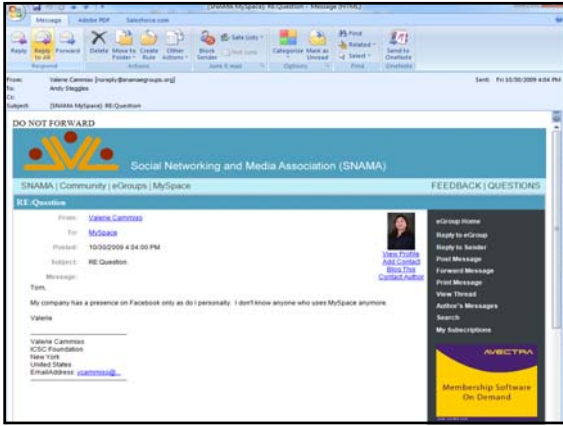 [SNAMA MySpace]: RE:Question - Message (HTML)
Message Adobe PDF Salesforce.com
Reply Reply to All Forward
Delete Move to Folder Create Rule Other Actions
Block Sender Safe Lists Not Junk
Categorize Mark as Unread
Find Related Select
Send to OneNote
Respond Actions Junk E-mail Options Find OneNote
From: Valerie Cammiso [noreply@snamaegroups.org] Sent: Fri 10/30/2009 4:04 PM
To: Andy Steggles
Cc:
Subject: [SNAMA MySpace]: RE:Question
DO NOT FORWARD
Social Networking and Media Association (SNAMA)
SNAMA | Community | eGroups | MySpace FEEDBACK | QUESTIONS
RE:Question
From: Valerie Cammiso
To: MySpace
Posted: 10/30/2009 4:04:00 PM
Subject: RE:Question
Message:
View Profile
Add Contact
Blog This
Contact Author
Tom,
My company has a presence on Facebook only as do I personally. I don't know anyone who uses MySpace anymore.
Valerie
Valerie Cammiso
ICSC Foundation
New York
United States
EmailAddress: vcammiso@...
eGroup Home
Reply to eGroup
Reply to Sender
Post Message
Forward Message
Print Message
View Thread
Author's Messages
Search
My Subscriptions
AVECTRA
Membership Software
On Demand